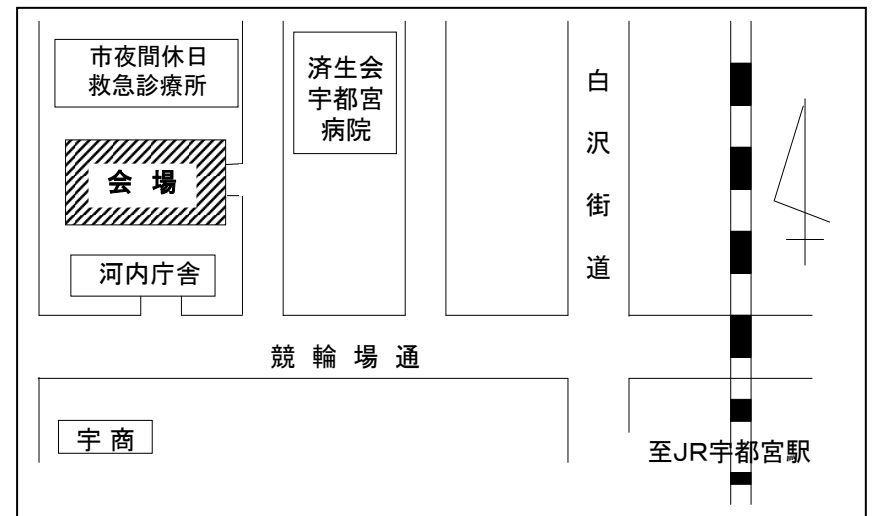 市夜間休日
救急診療所
済生会
宇都宮
病院
白沢街道
会場
河内庁舎
競輪場通
宇商
至JR宇都宮駅